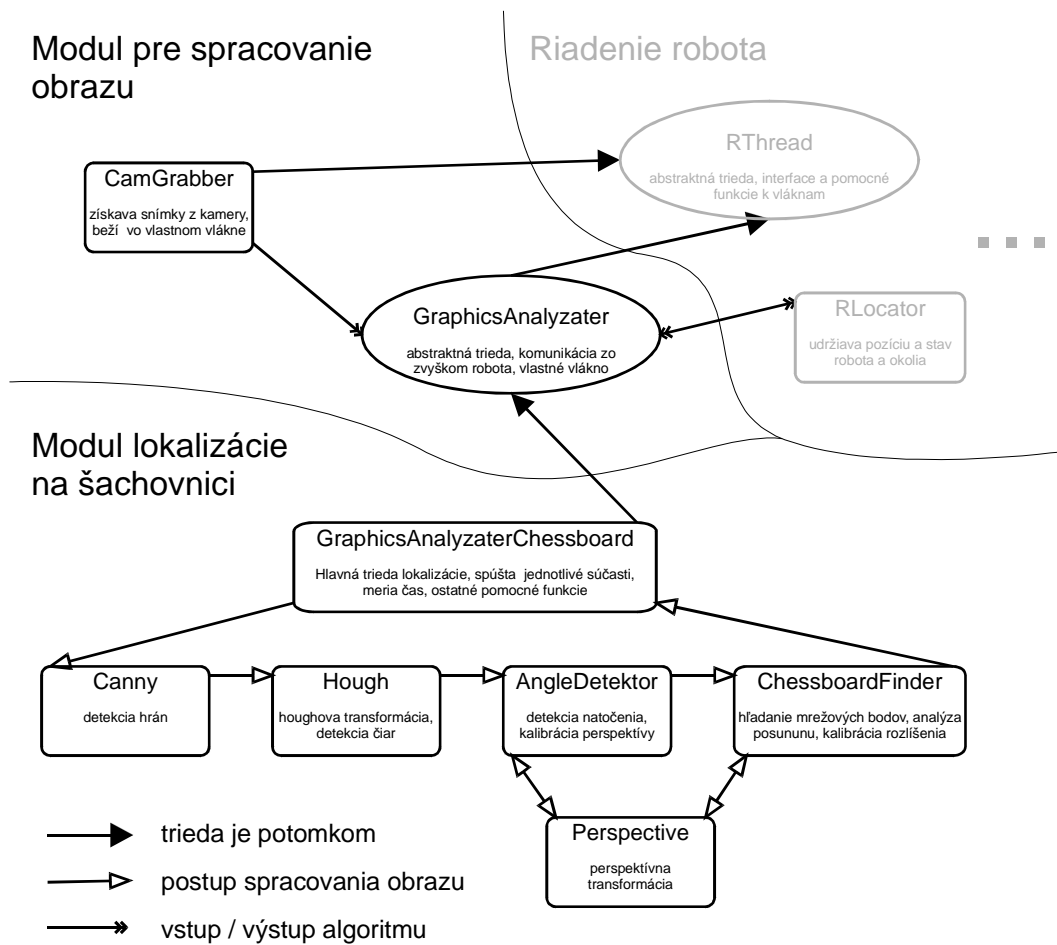 Modul pre spracovanie
obrazu
Riadenie robota
RThread
abstraktná trieda, interface a pomocné
funkcie k vláknam
CamGrabber
získava snímky z kamery,
beží vo vlastnom vlákne
GraphicsAnalyzater
abstraktná trieda, komunikácia zo
zvyškom robota, vlastné vlákno
RLocator
udržiava pozíciu a stav
robota a okolia
Modul lokalizácie
na šachovnici
GraphicsAnalyzaterChessboard
Hlavná trieda lokalizácie, spúšta jednotlivé súčasti,
meria čas, ostatné pomocné funkcie
Canny
detekcia hrán
Hough
houghova transformácia,
detekcia čiar
AngleDetektor
detekcia natočenia,
kalibrácia perspektívy
ChessboardFinder
hľadanie mrežových bodov, analýza
posununu, kalibrácia rozlíšenia
Perspective
perspektívna
transformácia
trieda je potomkom
postup spracovania obrazu
vstup / výstup algoritmu